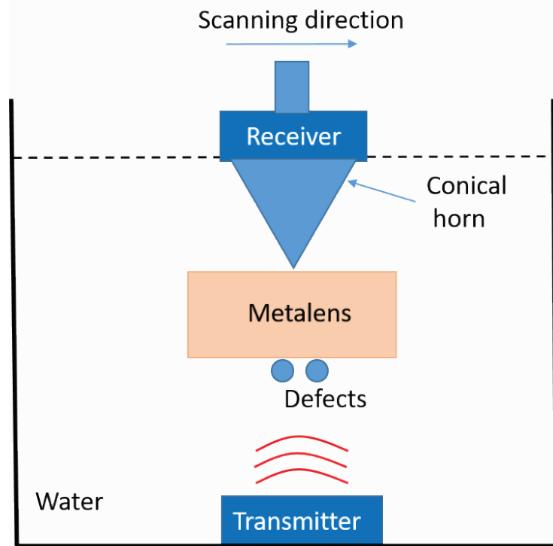 Scanning direction
Receiver
Conical
horn
Metalens
Defects
Water
Transmitter